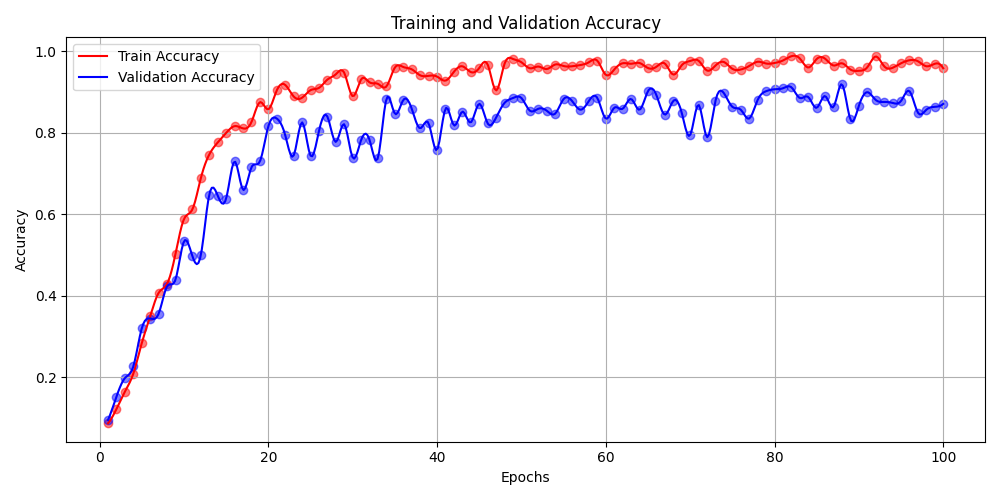 Training and Validation Accuracy
Train Accuracy
Validation Accuracy
Accuracy
1.0
0.8
0.6
0.4
0.2
0 20 40 60 80 100
Epochs